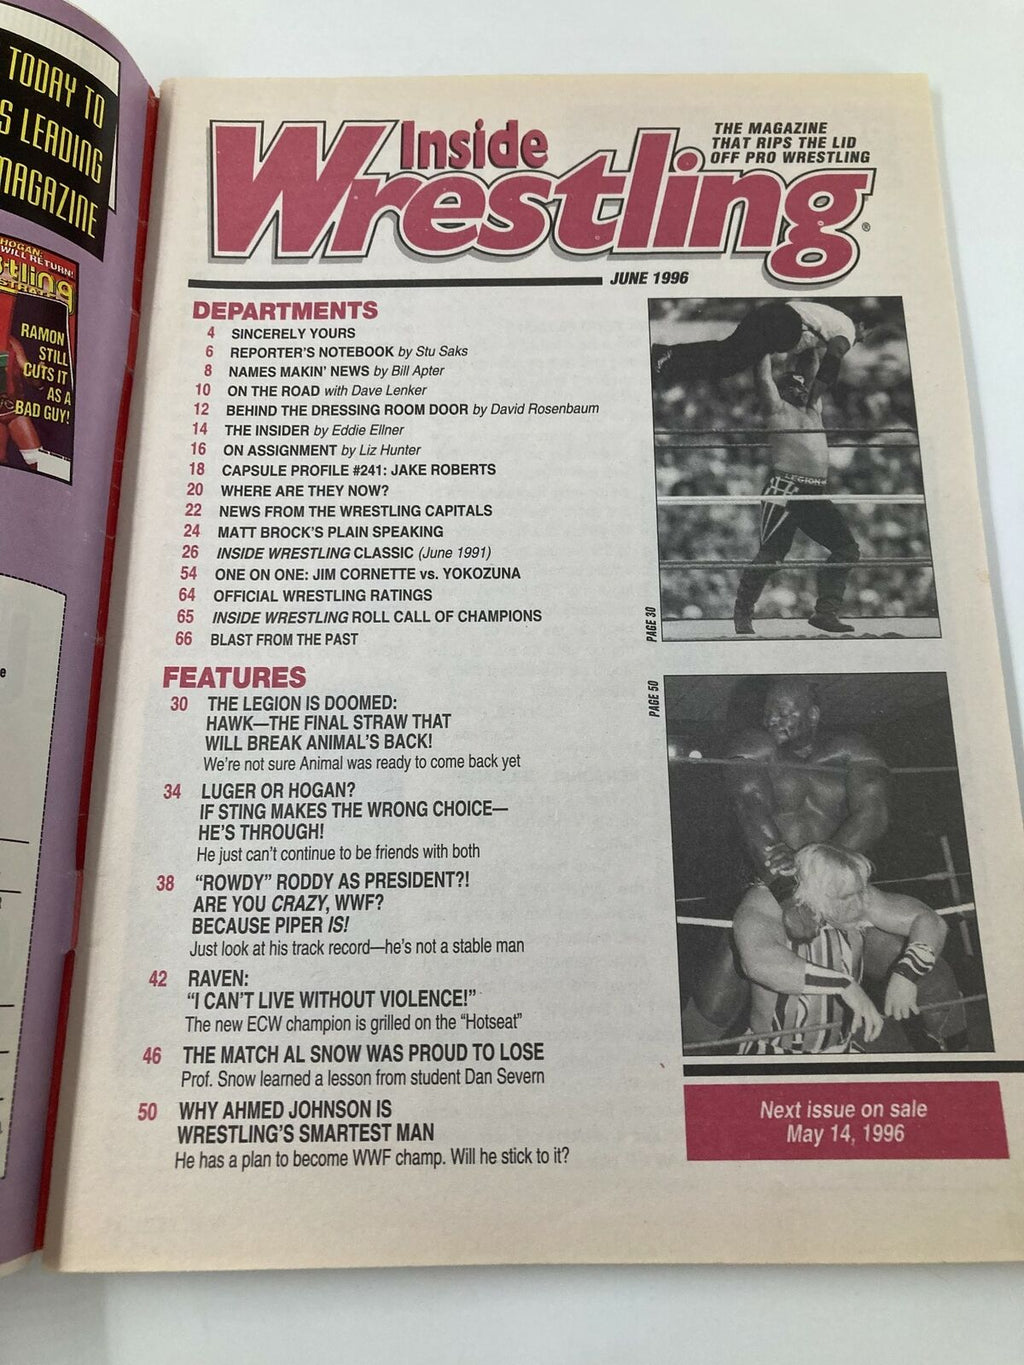 TODAY TO
S LEADING
MAGAZINE
HOGAN:
WILL RETURN!
RAMON
STILL
CUTS IT
AS A
BAD GUY!
Inside
Wrestling®
THE MAGAZINE
THAT RIPS THE LID
OFF PRO WRESTLING
JUNE 1996
DEPARTMENTS
4 SINCERELY YOURS
6 REPORTER'S NOTEBOOK by Stu Saks
8 NAMES MAKIN' NEWS by Bill Apter
10 ON THE ROAD with Dave Lenker
12 BEHIND THE DRESSING ROOM DOOR by David Rosenbaum
14 THE INSIDER by Eddie Ellner
16 ON ASSIGNMENT by Liz Hunter
18 CAPSULE PROFILE #241: JAKE ROBERTS
20 WHERE ARE THEY NOW?
22 NEWS FROM THE WRESTLING CAPITALS
24 MATT BROCK'S PLAIN SPEAKING
26 INSIDE WRESTLING CLASSIC (June 1991)
54 ONE ON ONE: JIM CORNETTE vs. YOKOZUNA
64 OFFICIAL WRESTLING RATINGS
65 INSIDE WRESTLING ROLL CALL OF CHAMPIONS
66 BLAST FROM THE PAST
FEATURES
30 THE LEGION IS DOOMED:
HAWK—THE FINAL STRAW THAT
WILL BREAK ANIMAL'S BACK!
We're not sure Animal was ready to come back yet
34 LUGER OR HOGAN?
IF STING MAKES THE WRONG CHOICE—
HE'S THROUGH!
He just can't continue to be friends with both
38 "ROWDY" RODDY AS PRESIDENT?!
ARE YOU CRAZY, WWF?
BECAUSE PIPER IS!
Just look at his track record—he's not a stable man
42 RAVEN:
"I CAN'T LIVE WITHOUT VIOLENCE!"
The new ECW champion is grilled on the "Hotseat"
46 THE MATCH AL SNOW WAS PROUD TO LOSE
Prof. Snow learned a lesson from student Dan Severn
50 WHY AHMED JOHNSON IS
WRESTLING'S SMARTEST MAN
He has a plan to become WWF champ. Will he stick to it?
LEGION
PAGE 30
PAGE 50
Next issue on sale
May 14, 1996